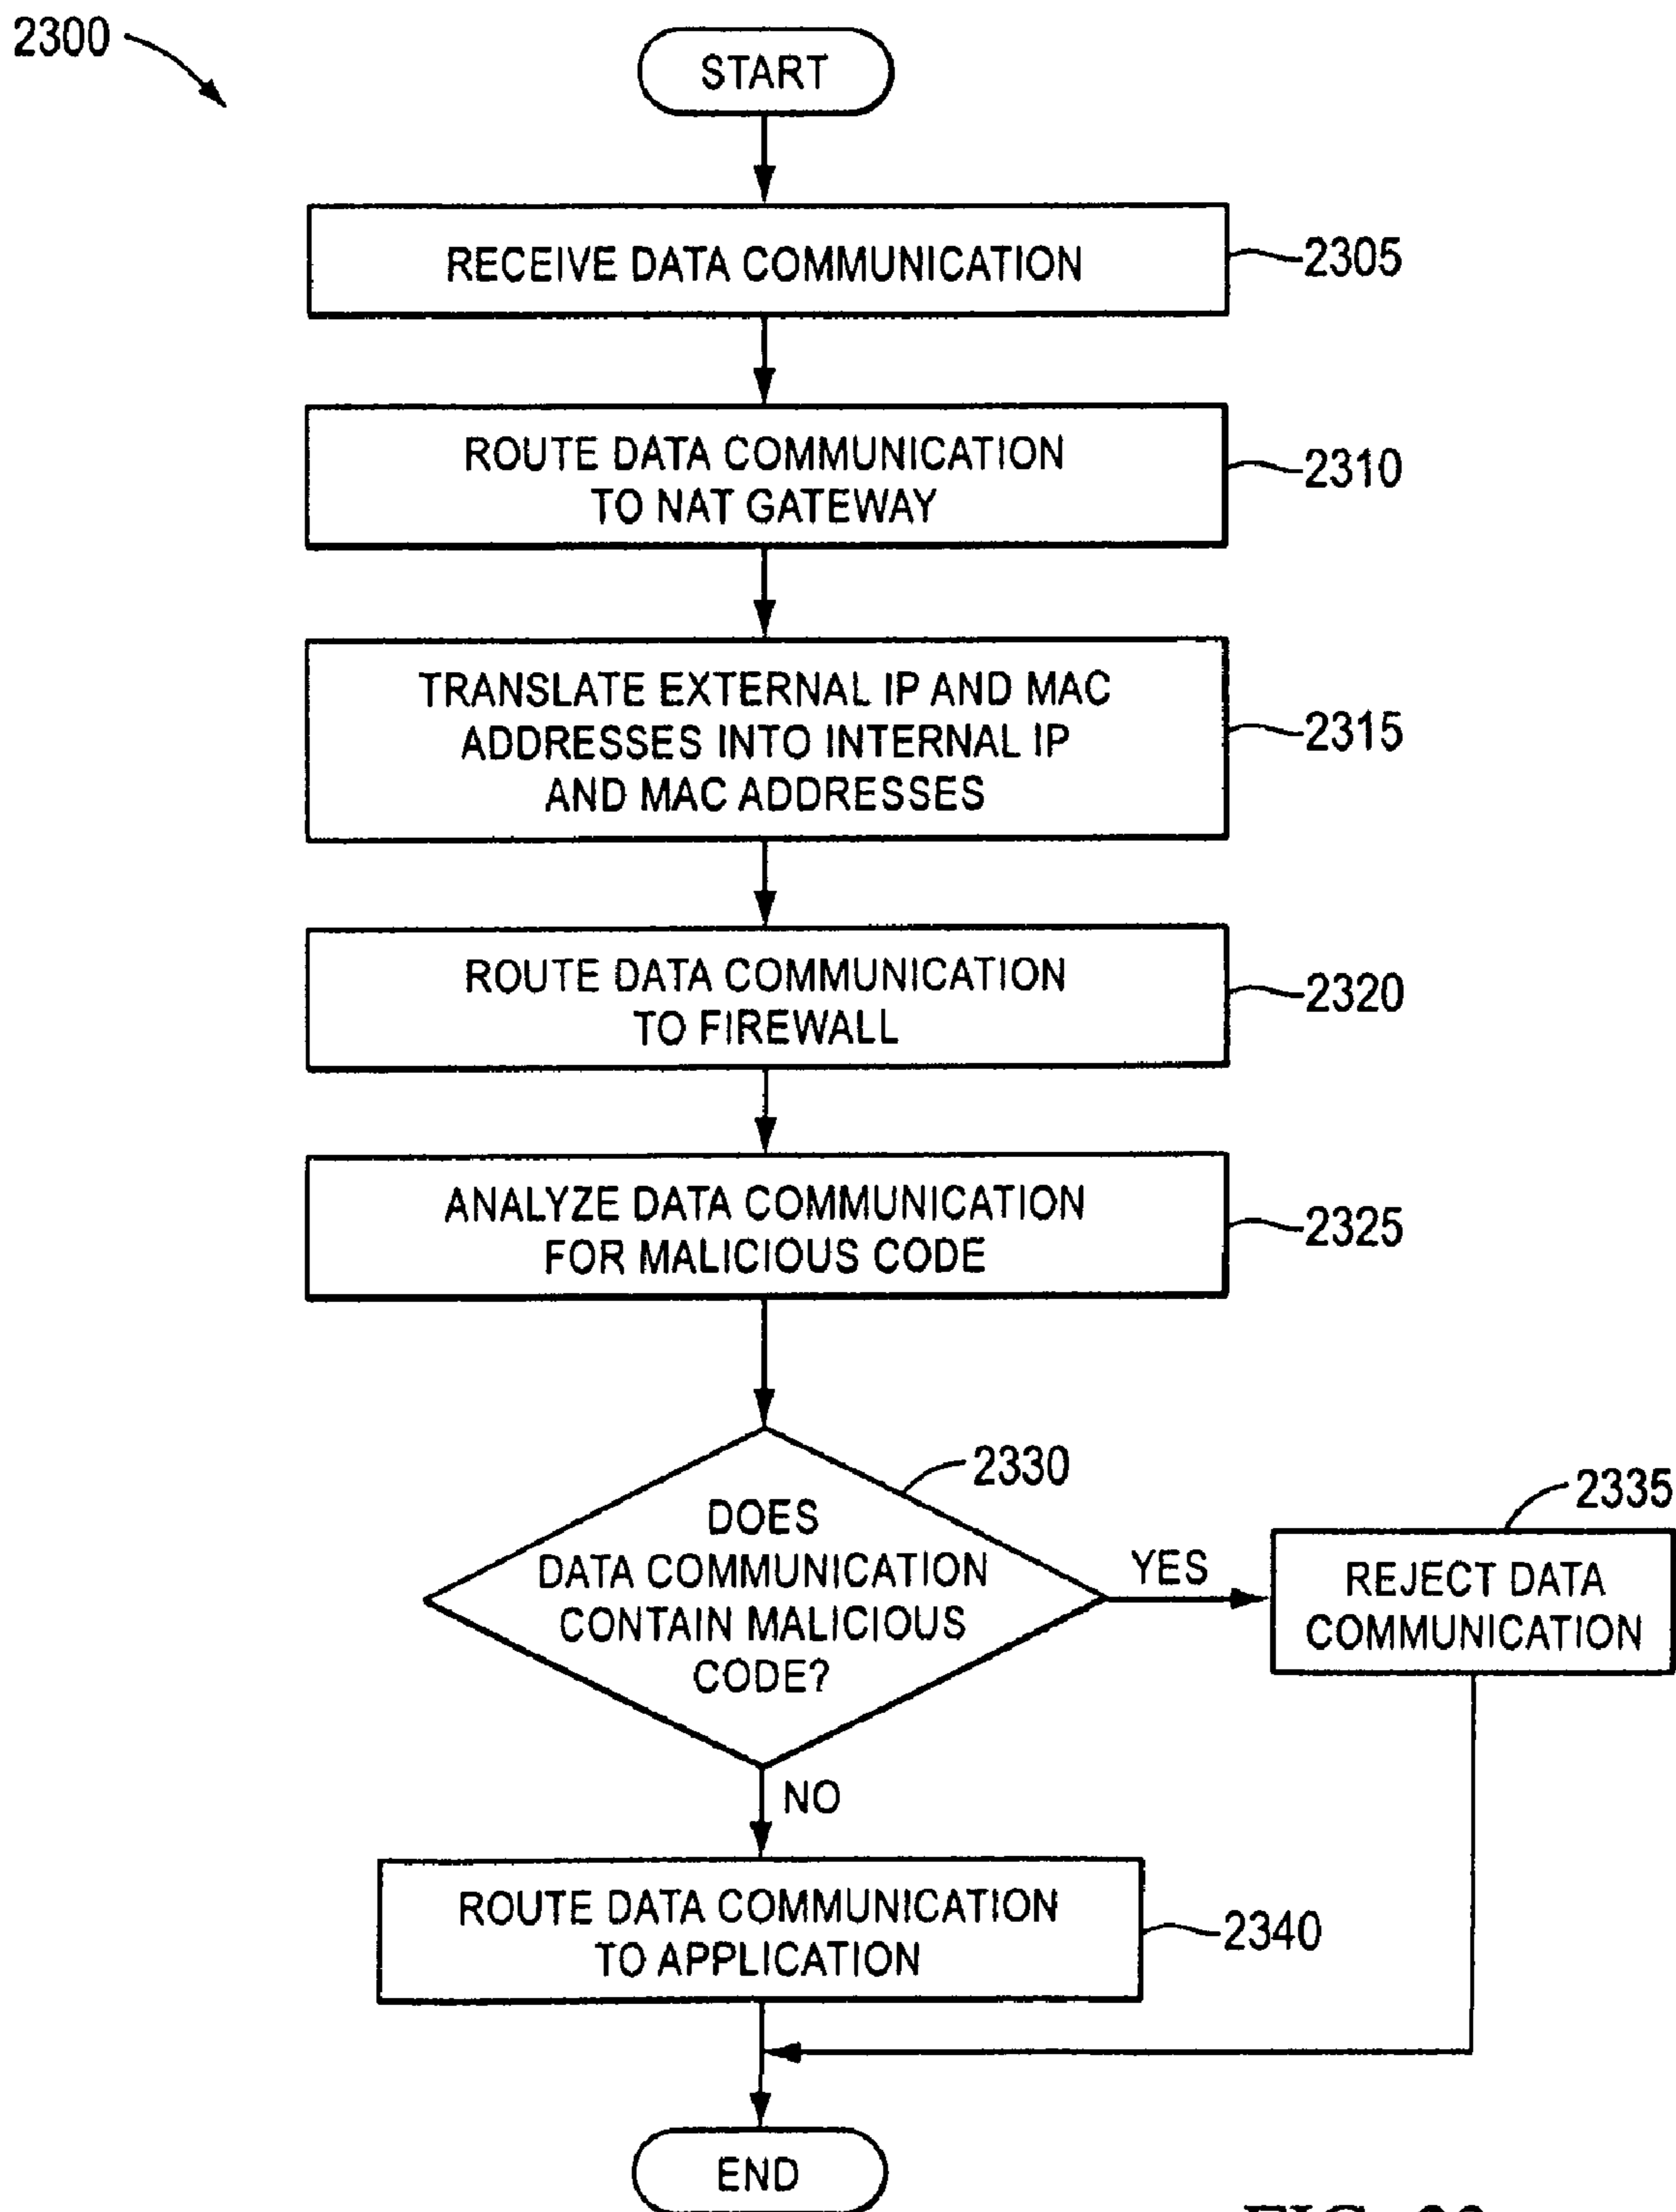 2300
START
RECEIVE DATA COMMUNICATION
2305
ROUTE DATA COMMUNICATION
TO NAT GATEWAY
2310
TRANSLATE EXTERNAL IP AND MAC
ADDRESSES INTO INTERNAL IP
AND MAC ADDRESSES
2315
ROUTE DATA COMMUNICATION
TO FIREWALL
2320
ANALYZE DATA COMMUNICATION
FOR MALICIOUS CODE
2325
DOES
DATA COMMUNICATION
CONTAIN MALICIOUS
CODE?
2330
YES
REJECT DATA
COMMUNICATION
2335
NO
ROUTE DATA COMMUNICATION
TO APPLICATION
2340
END